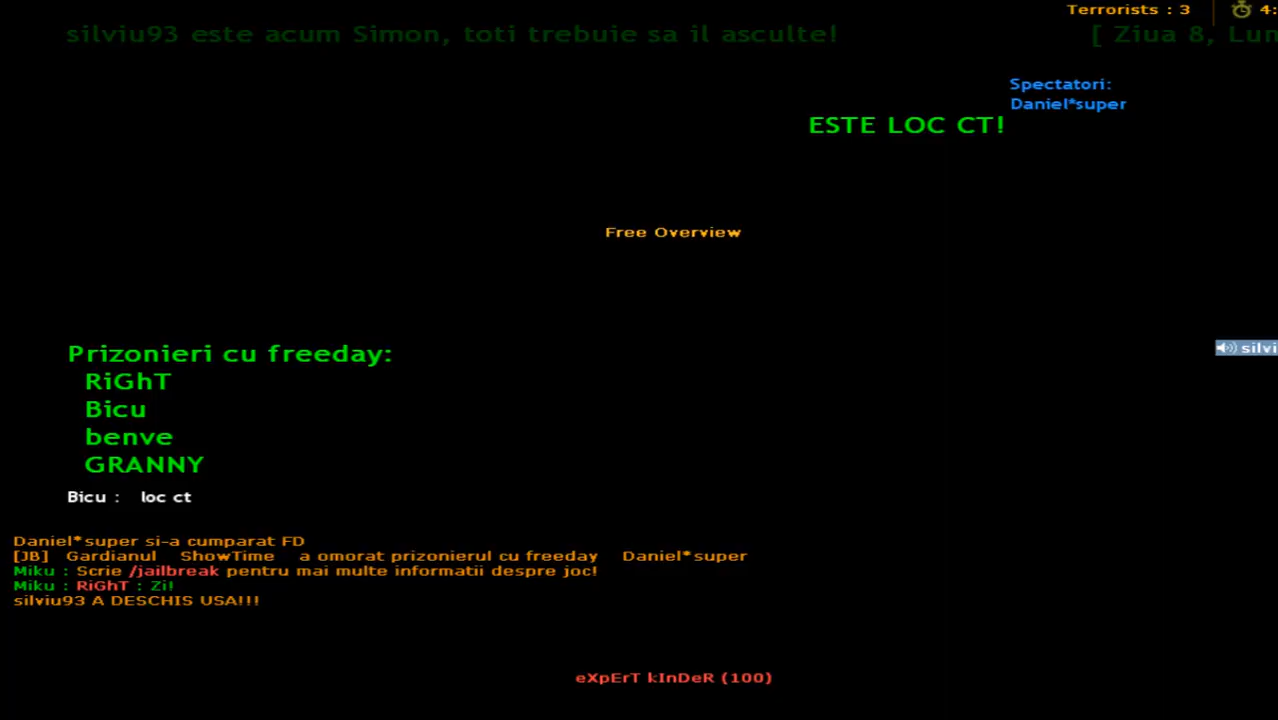 Terrorists : 3
4:
silviu93 este acum Simon, toti trebuie sa il asculte!
[ Ziua 8, Lun
Spectatori:
Daniel*super
ESTE LOC CT!
Free Overview
silvi
Prizonieri cu freeday:
RiGhT
Bicu
benve
GRANNY
Bicu : loc ct
Daniel*super si-a cumparat FD
[JB] Gardianul ShowTime a omorat prizonierul cu freeday Daniel*super
Miku : Scrie /jailbreak pentru mai multe informatii despre joc!
Miku : RiGhT : Zi!
silviu93 A DESCHIS USA!!!
eXpErT kInDeR (100)